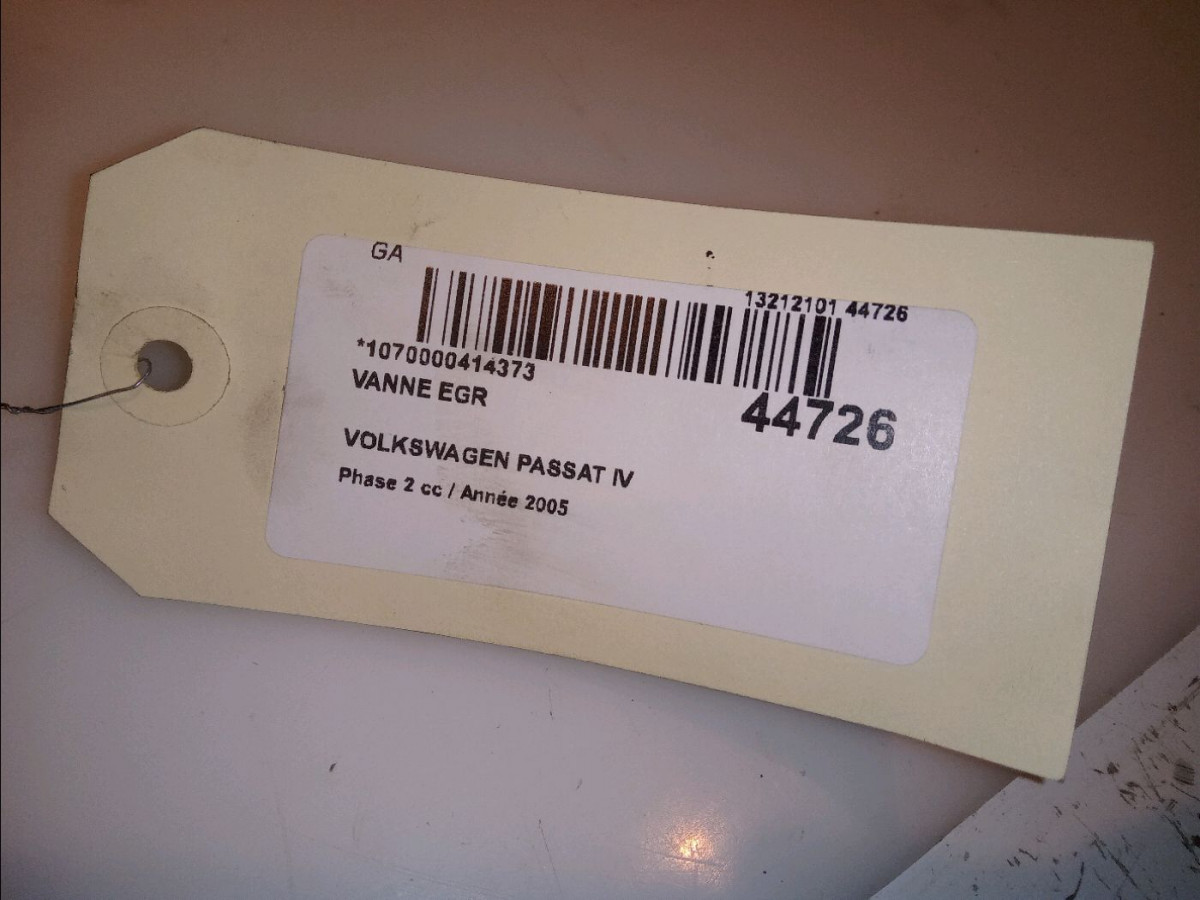 GA
13212101 44726
*1070000414373
VANNE EGR
44726
VOLKSWAGEN PASSAT IV
Phase 2 cc / Année 2005